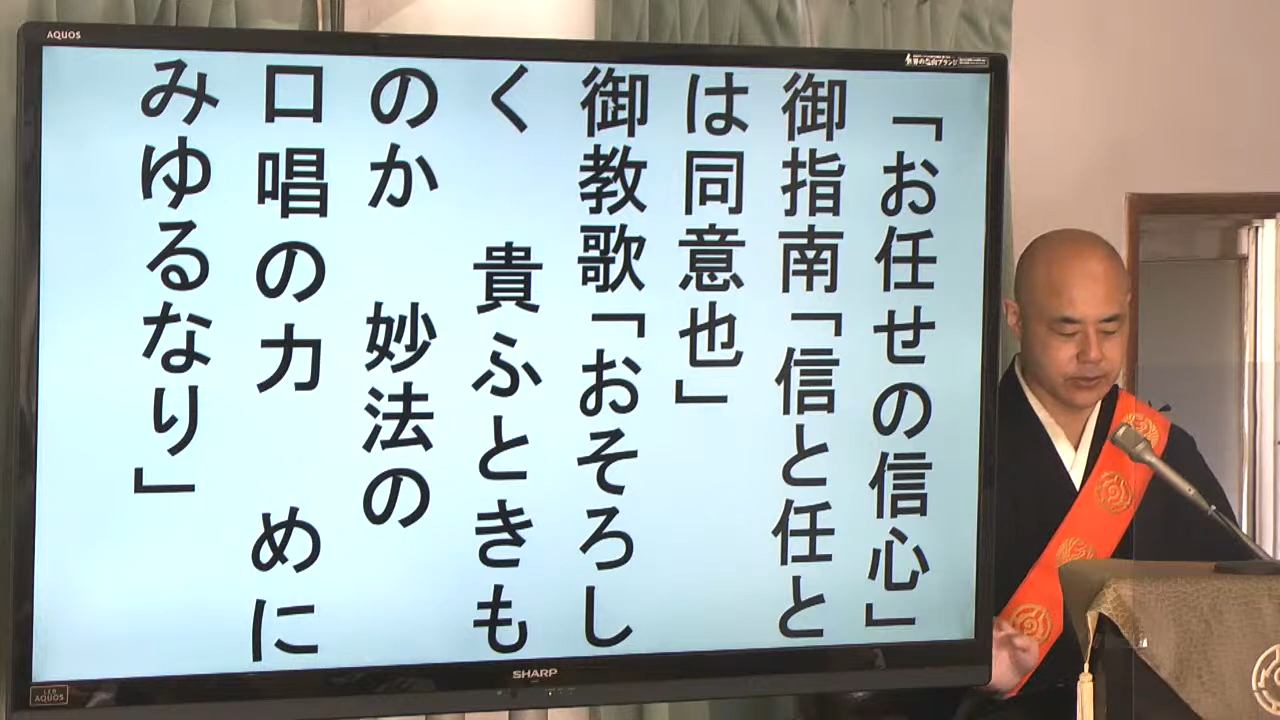 AQUOS
「お任せの信心」
御指南「信と任と
は同意也」
御教歌「おそろし
く　貴ふときも
のか　妙法の
口唱の力　めに
みゆるなり」
SHARP
LED
AQUOS